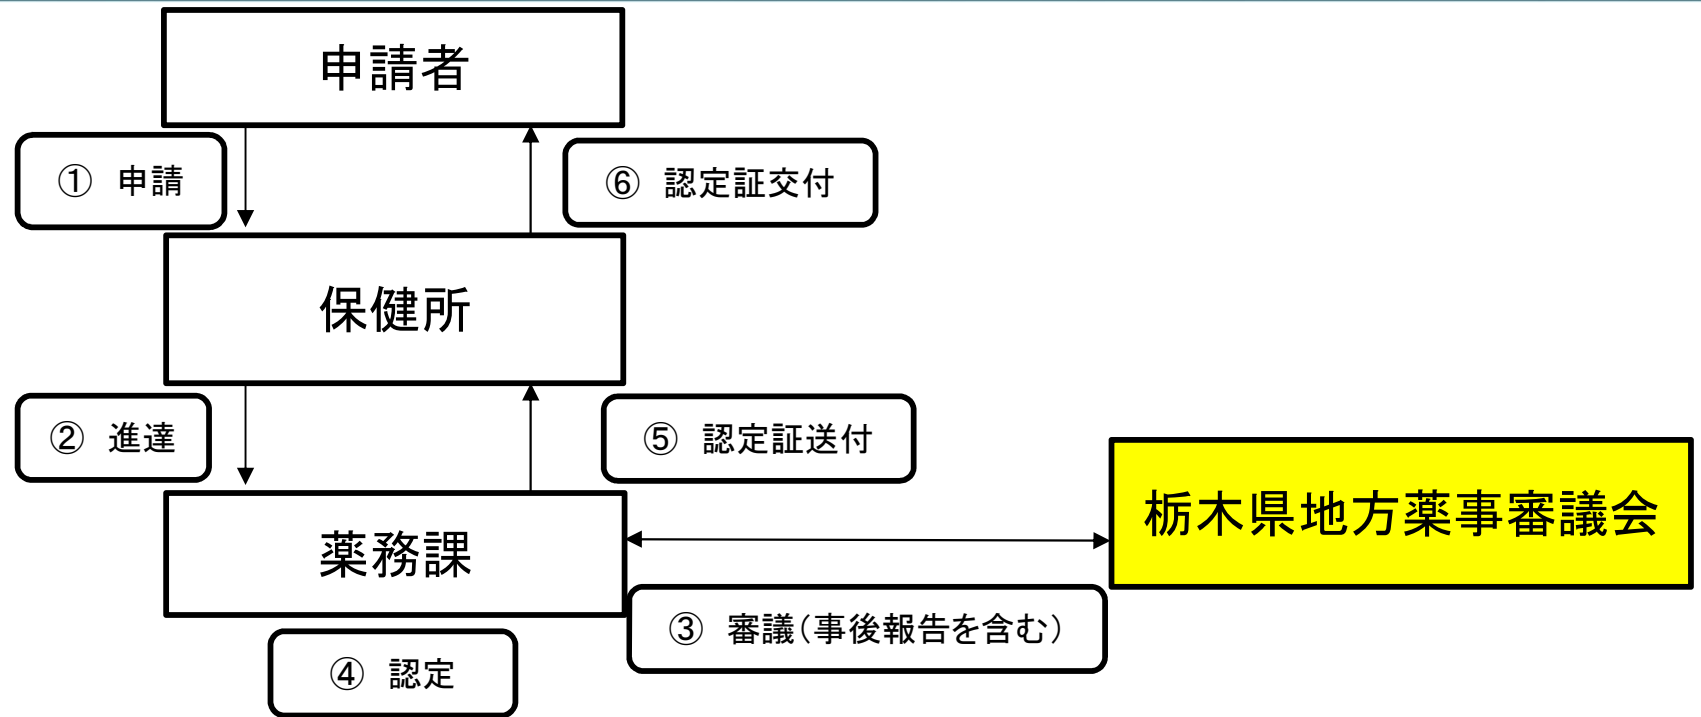 申請者
① 申請
⑥ 認定証交付
保健所
② 進達
⑤ 認定証送付
栃木県地方薬事審議会
薬務課
③ 審議(事後報告を含む)
④ 認定